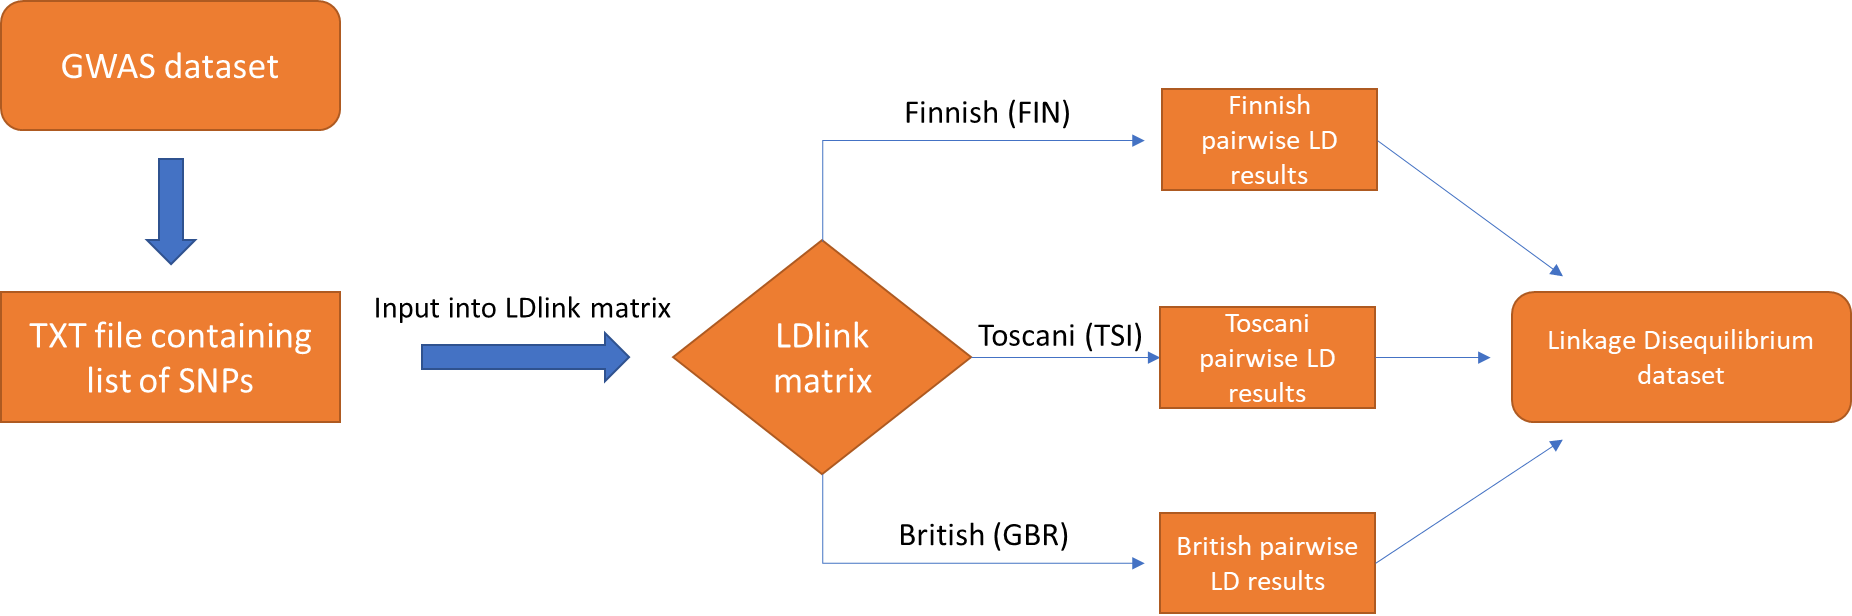 GWAS dataset
TXT file containing
list of SNPs
Input into LDlink matrix
LDlink
matrix
Finnish (FIN)
Finnish
pairwise LD
results
Toscani (TSI)
Toscani
pairwise LD
results
British (GBR)
British pairwise
LD results
Linkage Disequilibrium
dataset